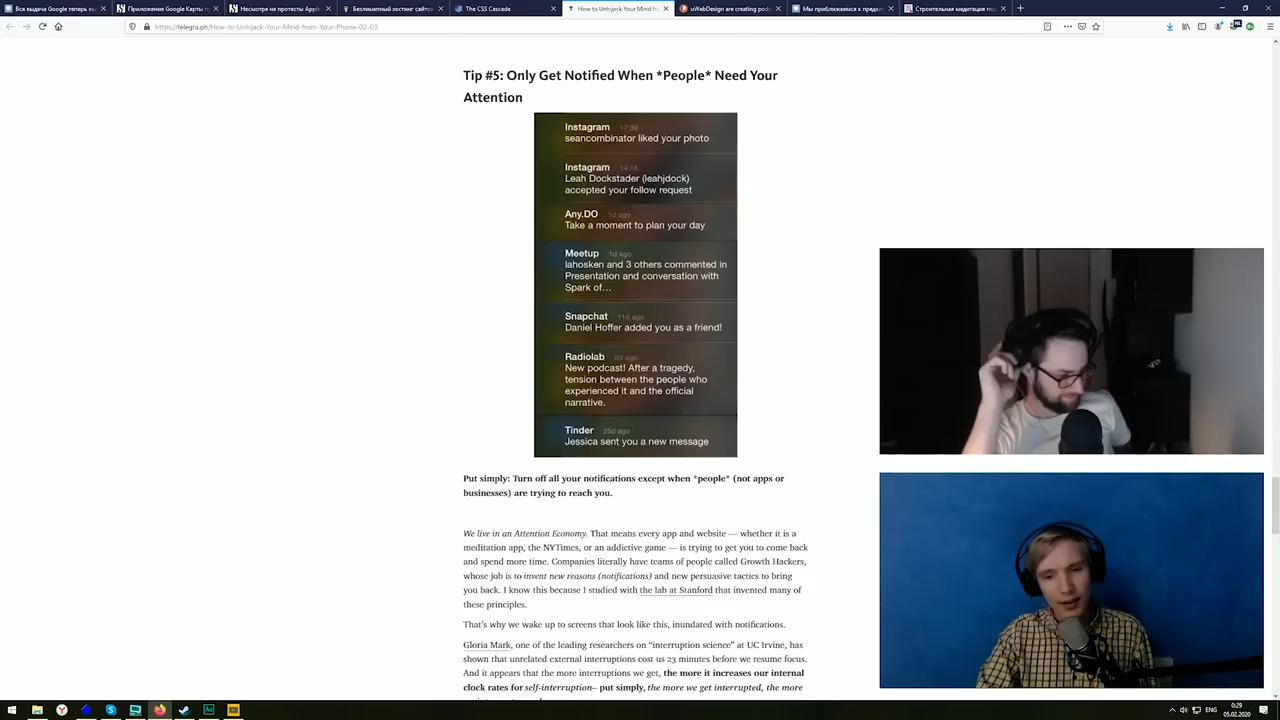 Вся выдача Google теперь вы
Приложение Google Карты по
Несмотря на протесты Apple,
Безлимитный хостинг сайтов
The CSS Cascade
How to Unhijack Your Mind from
uWebDesign are creating podc
Мы приближаемся к предел
Строительная медитация под
https://telegra.ph/How-to-Unhijack-Your-Mind-from-Your-Phone-02-03
Tip #5: Only Get Notified When *People* Need Your
Attention
Instagram 17:39
seancombinator liked your photo
Instagram 14:18
Leah Dockstader (leahjdock)
accepted your follow request
Any.DO 1d ago
Take a moment to plan your day
Meetup 1d ago
lahosken and 3 others commented in
Presentation and conversation with
Spark of…
Snapchat 11d ago
Daniel Hoffer added you as a friend!
Radiolab 6d ago
New podcast! After a tragedy,
tension between the people who
experienced it and the official
narrative.
Tinder 25d ago
Jessica sent you a new message
Put simply: Turn off all your notifications except when *people* (not apps or
businesses) are trying to reach you.
We live in an Attention Economy. That means every app and website — whether it is a
meditation app, the NYTimes, or an addictive game — is trying to get you to come back
and spend more time. Companies literally have teams of people called Growth Hackers,
whose job is to invent new reasons (notifications) and new persuasive tactics to bring
you back. I know this because I studied with the lab at Stanford that invented many of
these principles.
That's why we wake up to screens that look like this, inundated with notifications.
Gloria Mark, one of the leading researchers on “interruption science” at UC Irvine, has
shown that unrelated external interruptions cost us 23 minutes before we resume focus.
And it appears that the more interruptions we get, the more it increases our internal
clock rates for self-interruption– put simply, the more we get interrupted, the more
ENG
0:29
05.02.2020